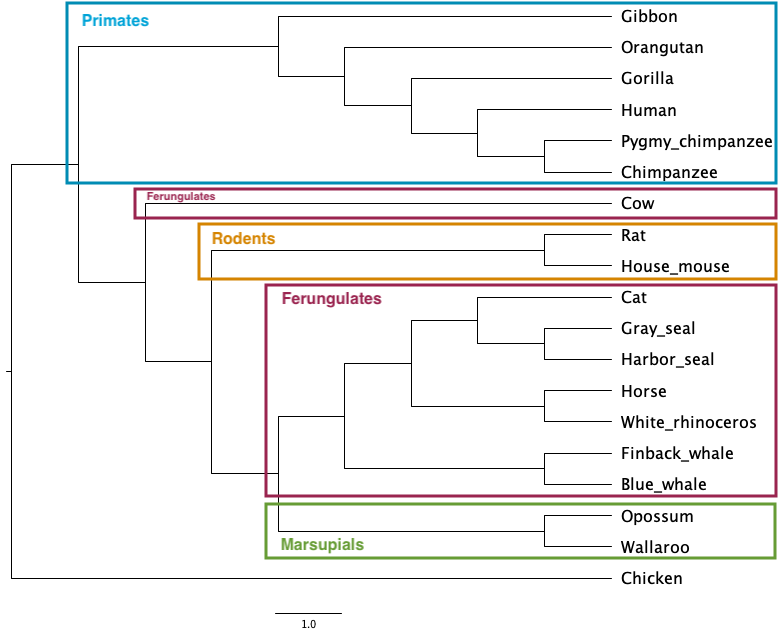 Primates
Gibbon
Orangutan
Gorilla
Human
Pygmy_chimpanzee
Chimpanzee
Ferungulates
Cow
Rodents
Rat
House_mouse
Ferungulates
Cat
Gray_seal
Harbor_seal
Horse
White_rhinoceros
Finback_whale
Blue_whale
Opossum
Marsupials
Wallaroo
Chicken
1.0